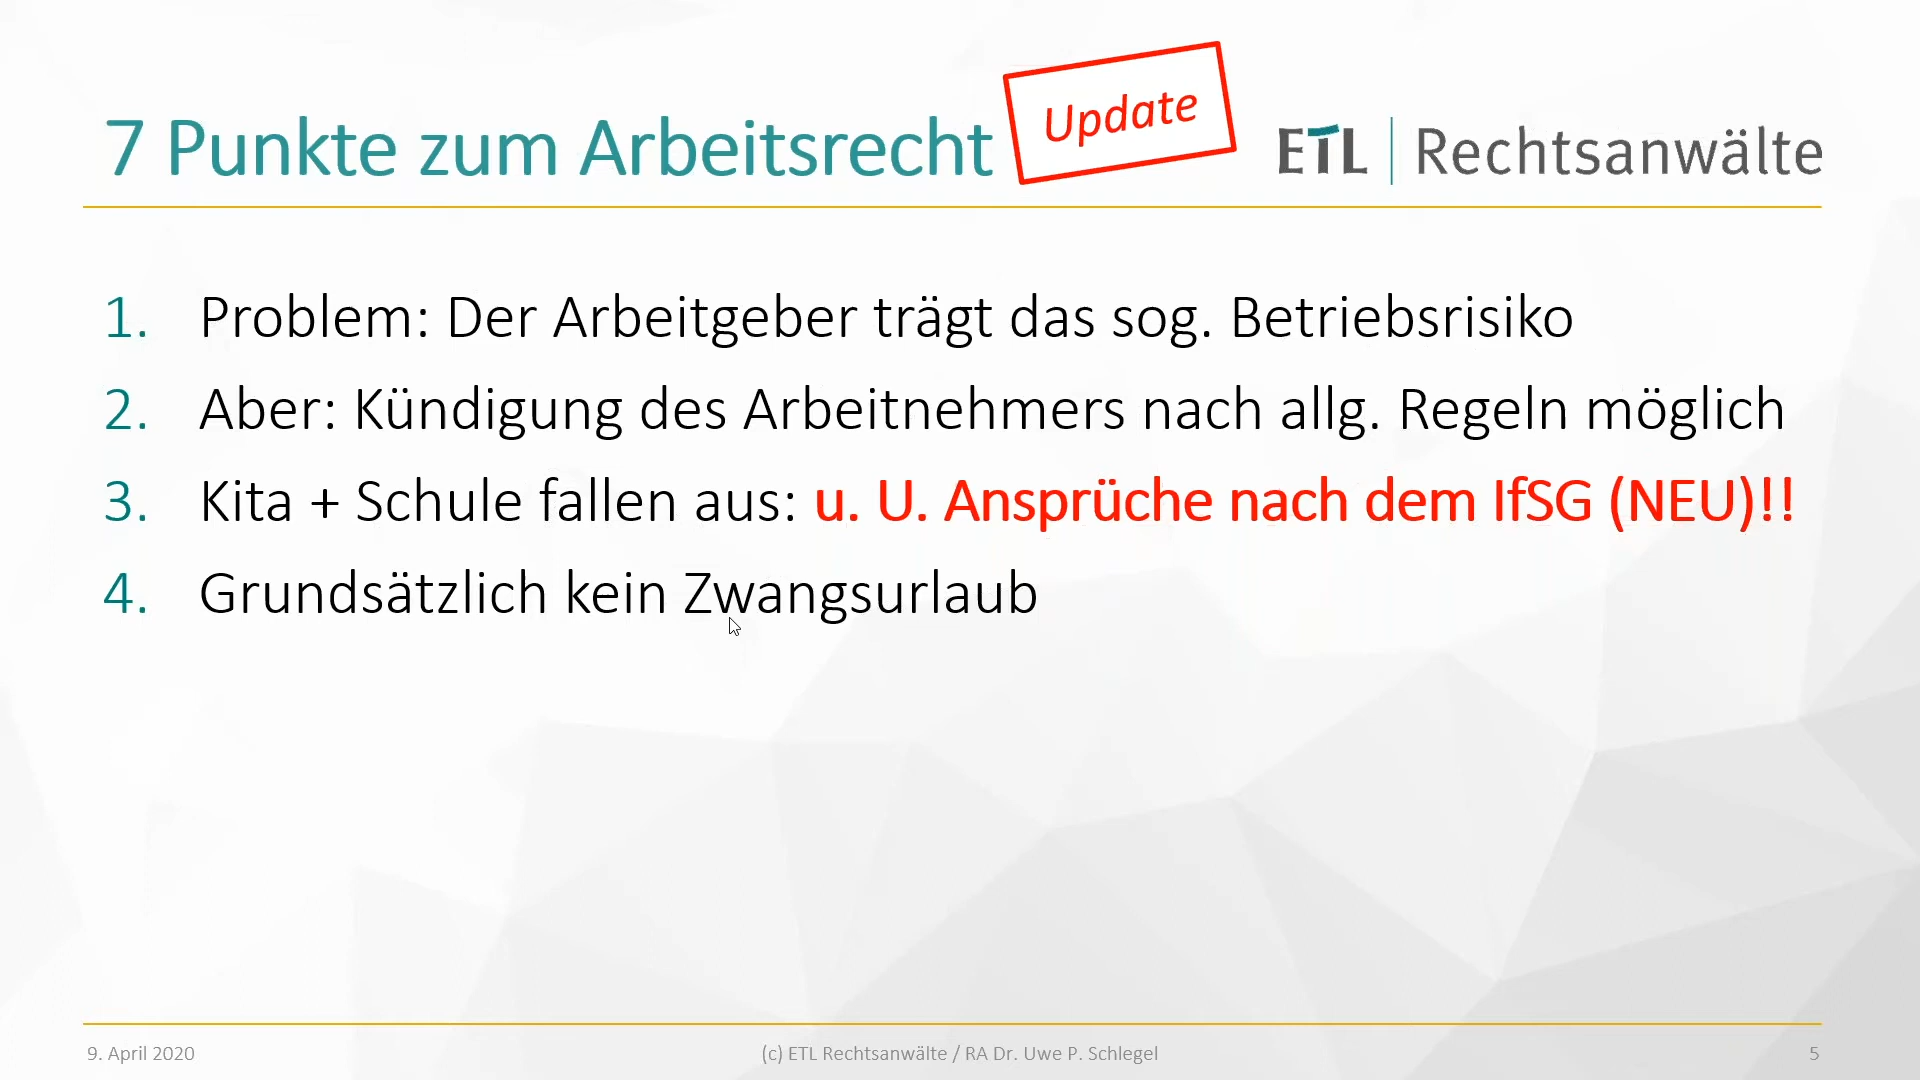 7 Punkte zum Arbeitsrecht
Update
ETL | Rechtsanwälte
1. Problem: Der Arbeitgeber trägt das sog. Betriebsrisiko
2. Aber: Kündigung des Arbeitnehmers nach allg. Regeln möglich
3. Kita + Schule fallen aus: u. U. Ansprüche nach dem IfSG (NEU)!!
4. Grundsätzlich kein Zwangsurlaub
9. April 2020
(c) ETL Rechtsanwälte / RA Dr. Uwe P. Schlegel
5